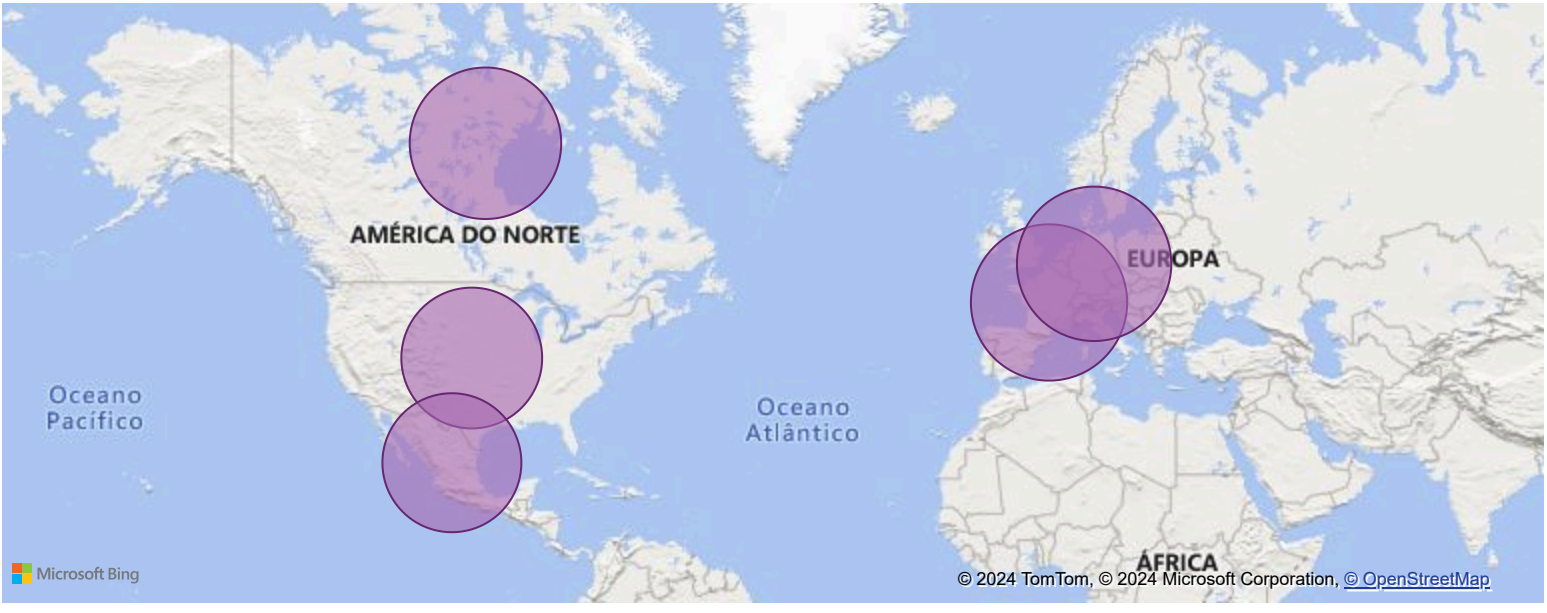 AMÉRICA DO NORTE
EUROPA
Oceano
Pacífico
Oceano
Atlântico
ÁFRICA
Microsoft Bing
© 2024 TomTom, © 2024 Microsoft Corporation, © OpenStreetMap